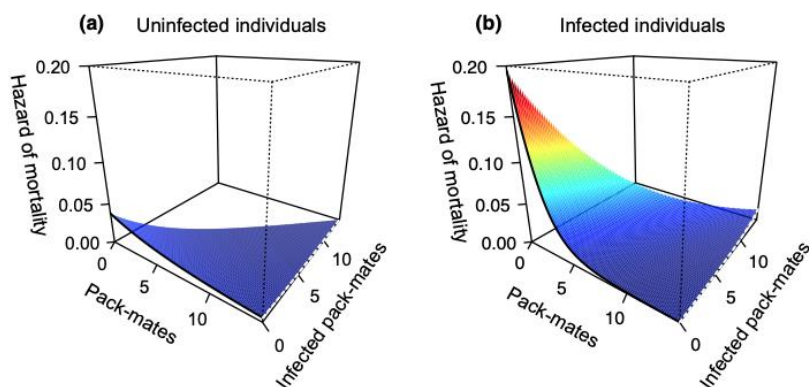 (a) Uninfected individuals
Hazard of mortality
0.20
0.15
0.10
0.05
0.00
0
5
10
Pack-mates
0
5
10
Infected pack-mates
(b) Infected individuals
Hazard of mortality
0.20
0.15
0.10
0.05
0.00
0
5
10
Pack-mates
0
5
10
Infected pack-mates